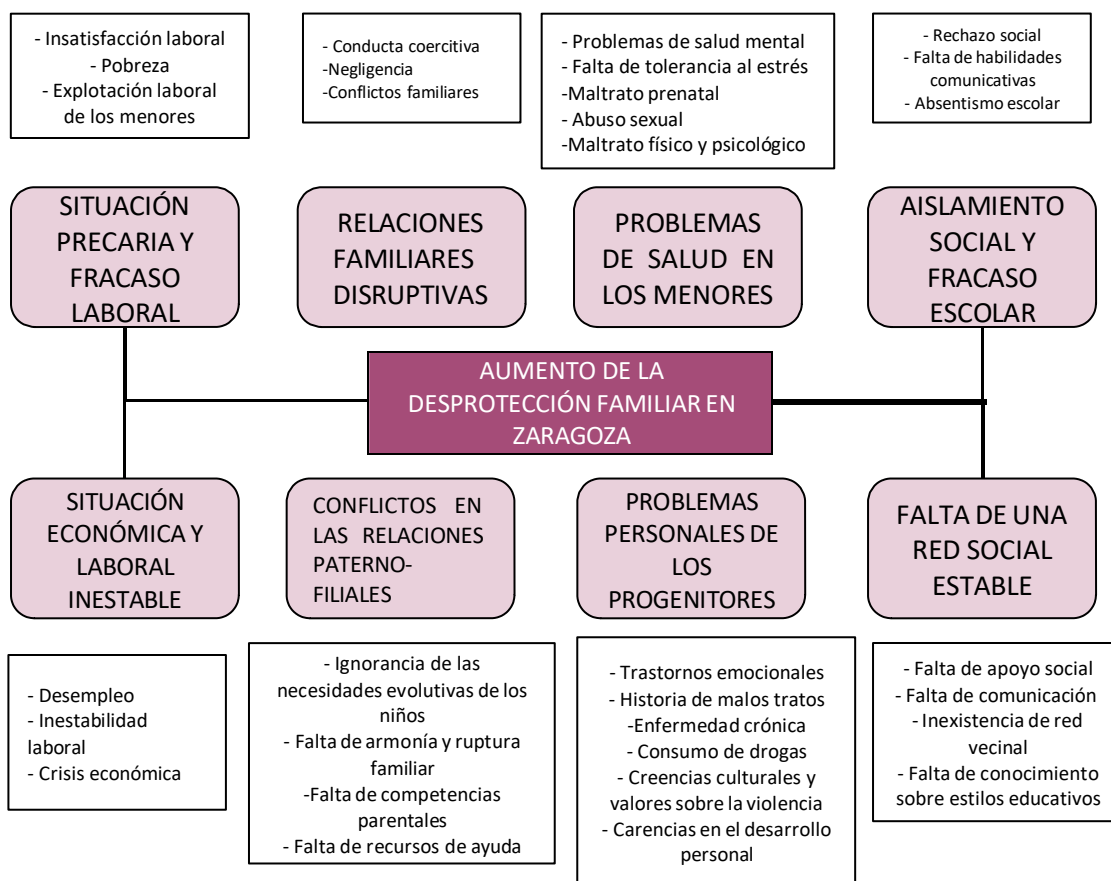 - Insatisfacción laboral
- Pobreza
- Explotación laboral
de los menores
- Conducta coercitiva
-Negligencia
-Conflictos familiares
- Problemas de salud mental
- Falta de tolerancia al estrés
-Maltrato prenatal
- Abuso sexual
-Maltrato físico y psicológico
- Rechazo social
- Falta de habilidades
comunicativas
- Absentismo escolar
SITUACIÓN
PRECARIA Y
FRACASO
LABORAL
RELACIONES
FAMILIARES
DISRUPTIVAS
PROBLEMAS
DE SALUD EN
LOS MENORES
AISLAMIENTO
SOCIAL Y
FRACASO
ESCOLAR
AUMENTO DE LA
DESPROTECCIÓN FAMILIAR EN
ZARAGOZA
SITUACIÓN
ECONÓMICA Y
LABORAL
INESTABLE
CONFLICTOS EN
LAS RELACIONES
PATERNO-
FILIALES
PROBLEMAS
PERSONALES DE
LOS
PROGENITORES
FALTA DE UNA
RED SOCIAL
ESTABLE
- Desempleo
- Inestabilidad
laboral
- Crisis económica
- Ignorancia de las
necesidades evolutivas de los
niños
- Falta de armonía y ruptura
familiar
-Falta de competencias
parentales
- Falta de recursos de ayuda
- Trastornos emocionales
- Historia de malos tratos
-Enfermedad crónica
- Consumo de drogas
- Creencias culturales y
valores sobre la violencia
- Carencias en el desarrollo
personal
- Falta de apoyo social
- Falta de comunicación
- Inexistencia de red
vecinal
- Falta de conocimiento
sobre estilos educativos